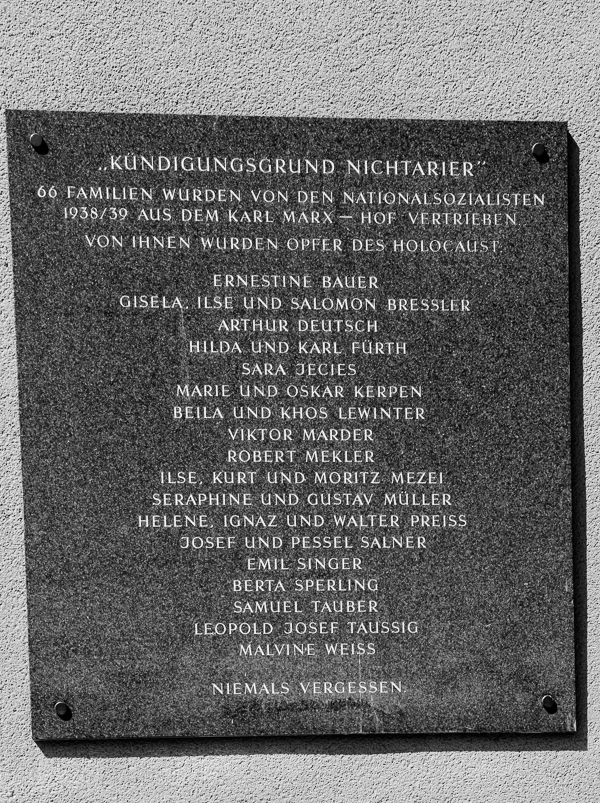 „KÜNDIGUNGSGRUND NICHTARIER"
66 FAMILIEN WURDEN VON DEN NATIONALSOZIALISTEN
1938/39 AUS DEM KARL MARX – HOF VERTRIEBEN.
VON IHNEN WURDEN OPFER DES HOLOCAUST:
ERNESTINE BAUER
GISELA, ILSE UND SALOMON BRESSLER
ARTHUR DEUTSCH
HILDA UND KARL FÜRTH
SARA JECIES
MARIE UND OSKAR KERPEN
BEILA UND KHOS LEWINTER
VIKTOR MARDER
ROBERT MEKLER
ILSE, KURT UND MORITZ MEZEI
SERAPHINE UND GUSTAV MÜLLER
HELENE, IGNAZ UND WALTER PREISS
JOSEF UND PESSEL SALNER
EMIL SINGER
BERTA SPERLING
SAMUEL TAUBER
LEOPOLD JOSEF TAUSSIG
MALVINE WEISS
NIEMALS VERGESSEN.